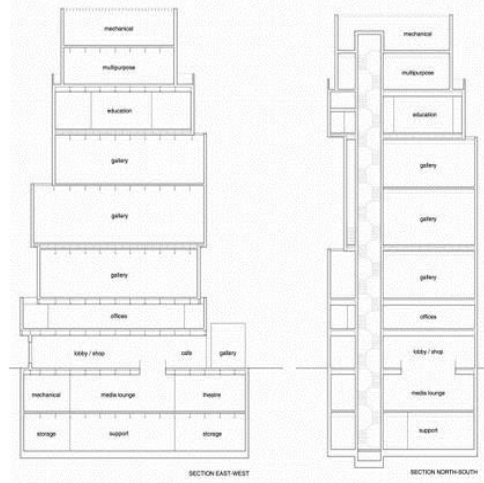 mechanical
multipurpose
education
gallery
gallery
gallery
offices
lobby / shop cafe gallery
mechanical media lounge theatre
storage support storage
SECTION EAST-WEST
mechanical
multipurpose
education
gallery
gallery
gallery
offices
lobby / shop
media lounge
support
SECTION NORTH-SOUTH